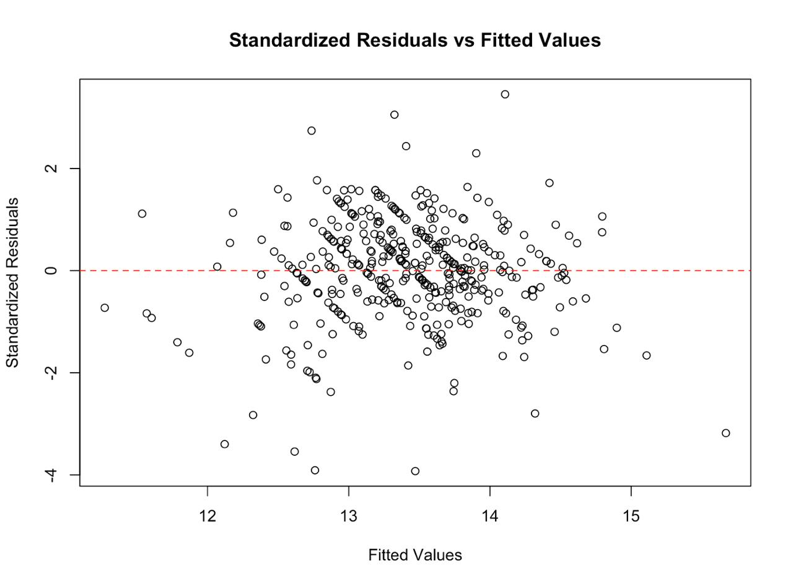 Standardized Residuals vs Fitted Values
Standardized Residuals
2
0
-2
-4
12 13 14 15
Fitted Values